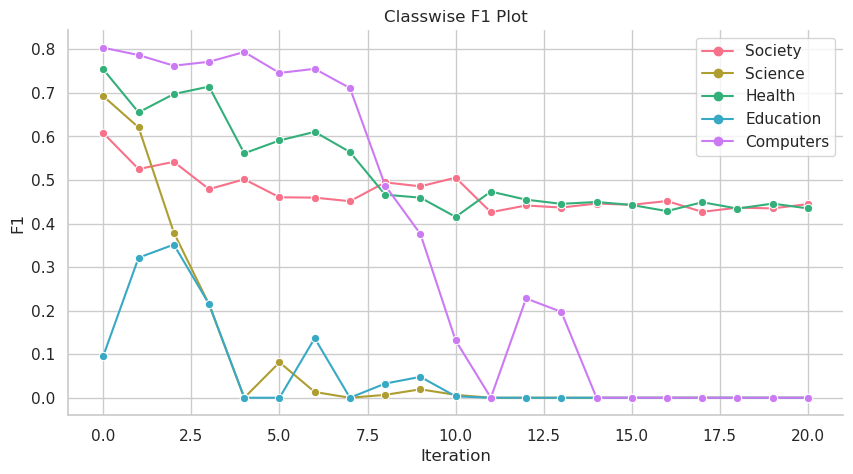 Classwise F1 Plot
Society
Science
Health
Education
Computers
F1
0.8
0.7
0.6
0.5
0.4
0.3
0.2
0.1
0.0
0.0 2.5 5.0 7.5 10.0 12.5 15.0 17.5 20.0
Iteration